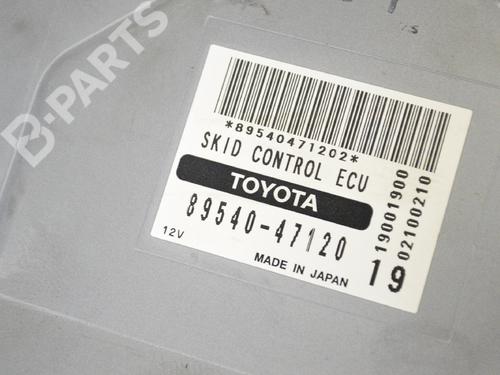 B-PARTS
*89540471202*
SKID CONTROL ECU
TOYOTA
89540-47120
12V
MADE IN JAPAN
19
19001900
02100210